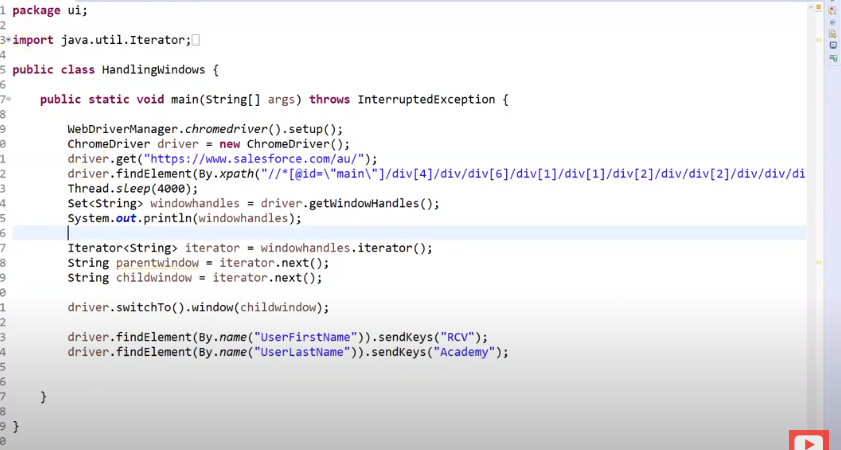 1 package ui;
2
3 import java.util.Iterator;
4
5 public class HandlingWindows {
6
7 public static void main(String[] args) throws InterruptedException {
8
9 WebDriverManager.chromedriver().setup();
0 ChromeDriver driver = new ChromeDriver();
1 driver.get("https://www.salesforce.com/au/");
2 driver.findElement(By.xpath("//*[@id=\"main\"]/div[4]/div/div[6]/div[1]/div[1]/div[2]/div/div[2]/div/div/di
3 Thread.sleep(4000);
4 Set<String> windowhandles = driver.getWindowHandles();
5 System.out.println(windowhandles);
6
7 Iterator<String> iterator = windowhandles.iterator();
8 String parentwindow = iterator.next();
9 String childwindow = iterator.next();
0
1 driver.switchTo().window(childwindow);
2
3 driver.findElement(By.name("UserFirstName")).sendKeys("RCV");
4 driver.findElement(By.name("UserLastName")).sendKeys("Academy");
5
6
7 }
8
9 }
0